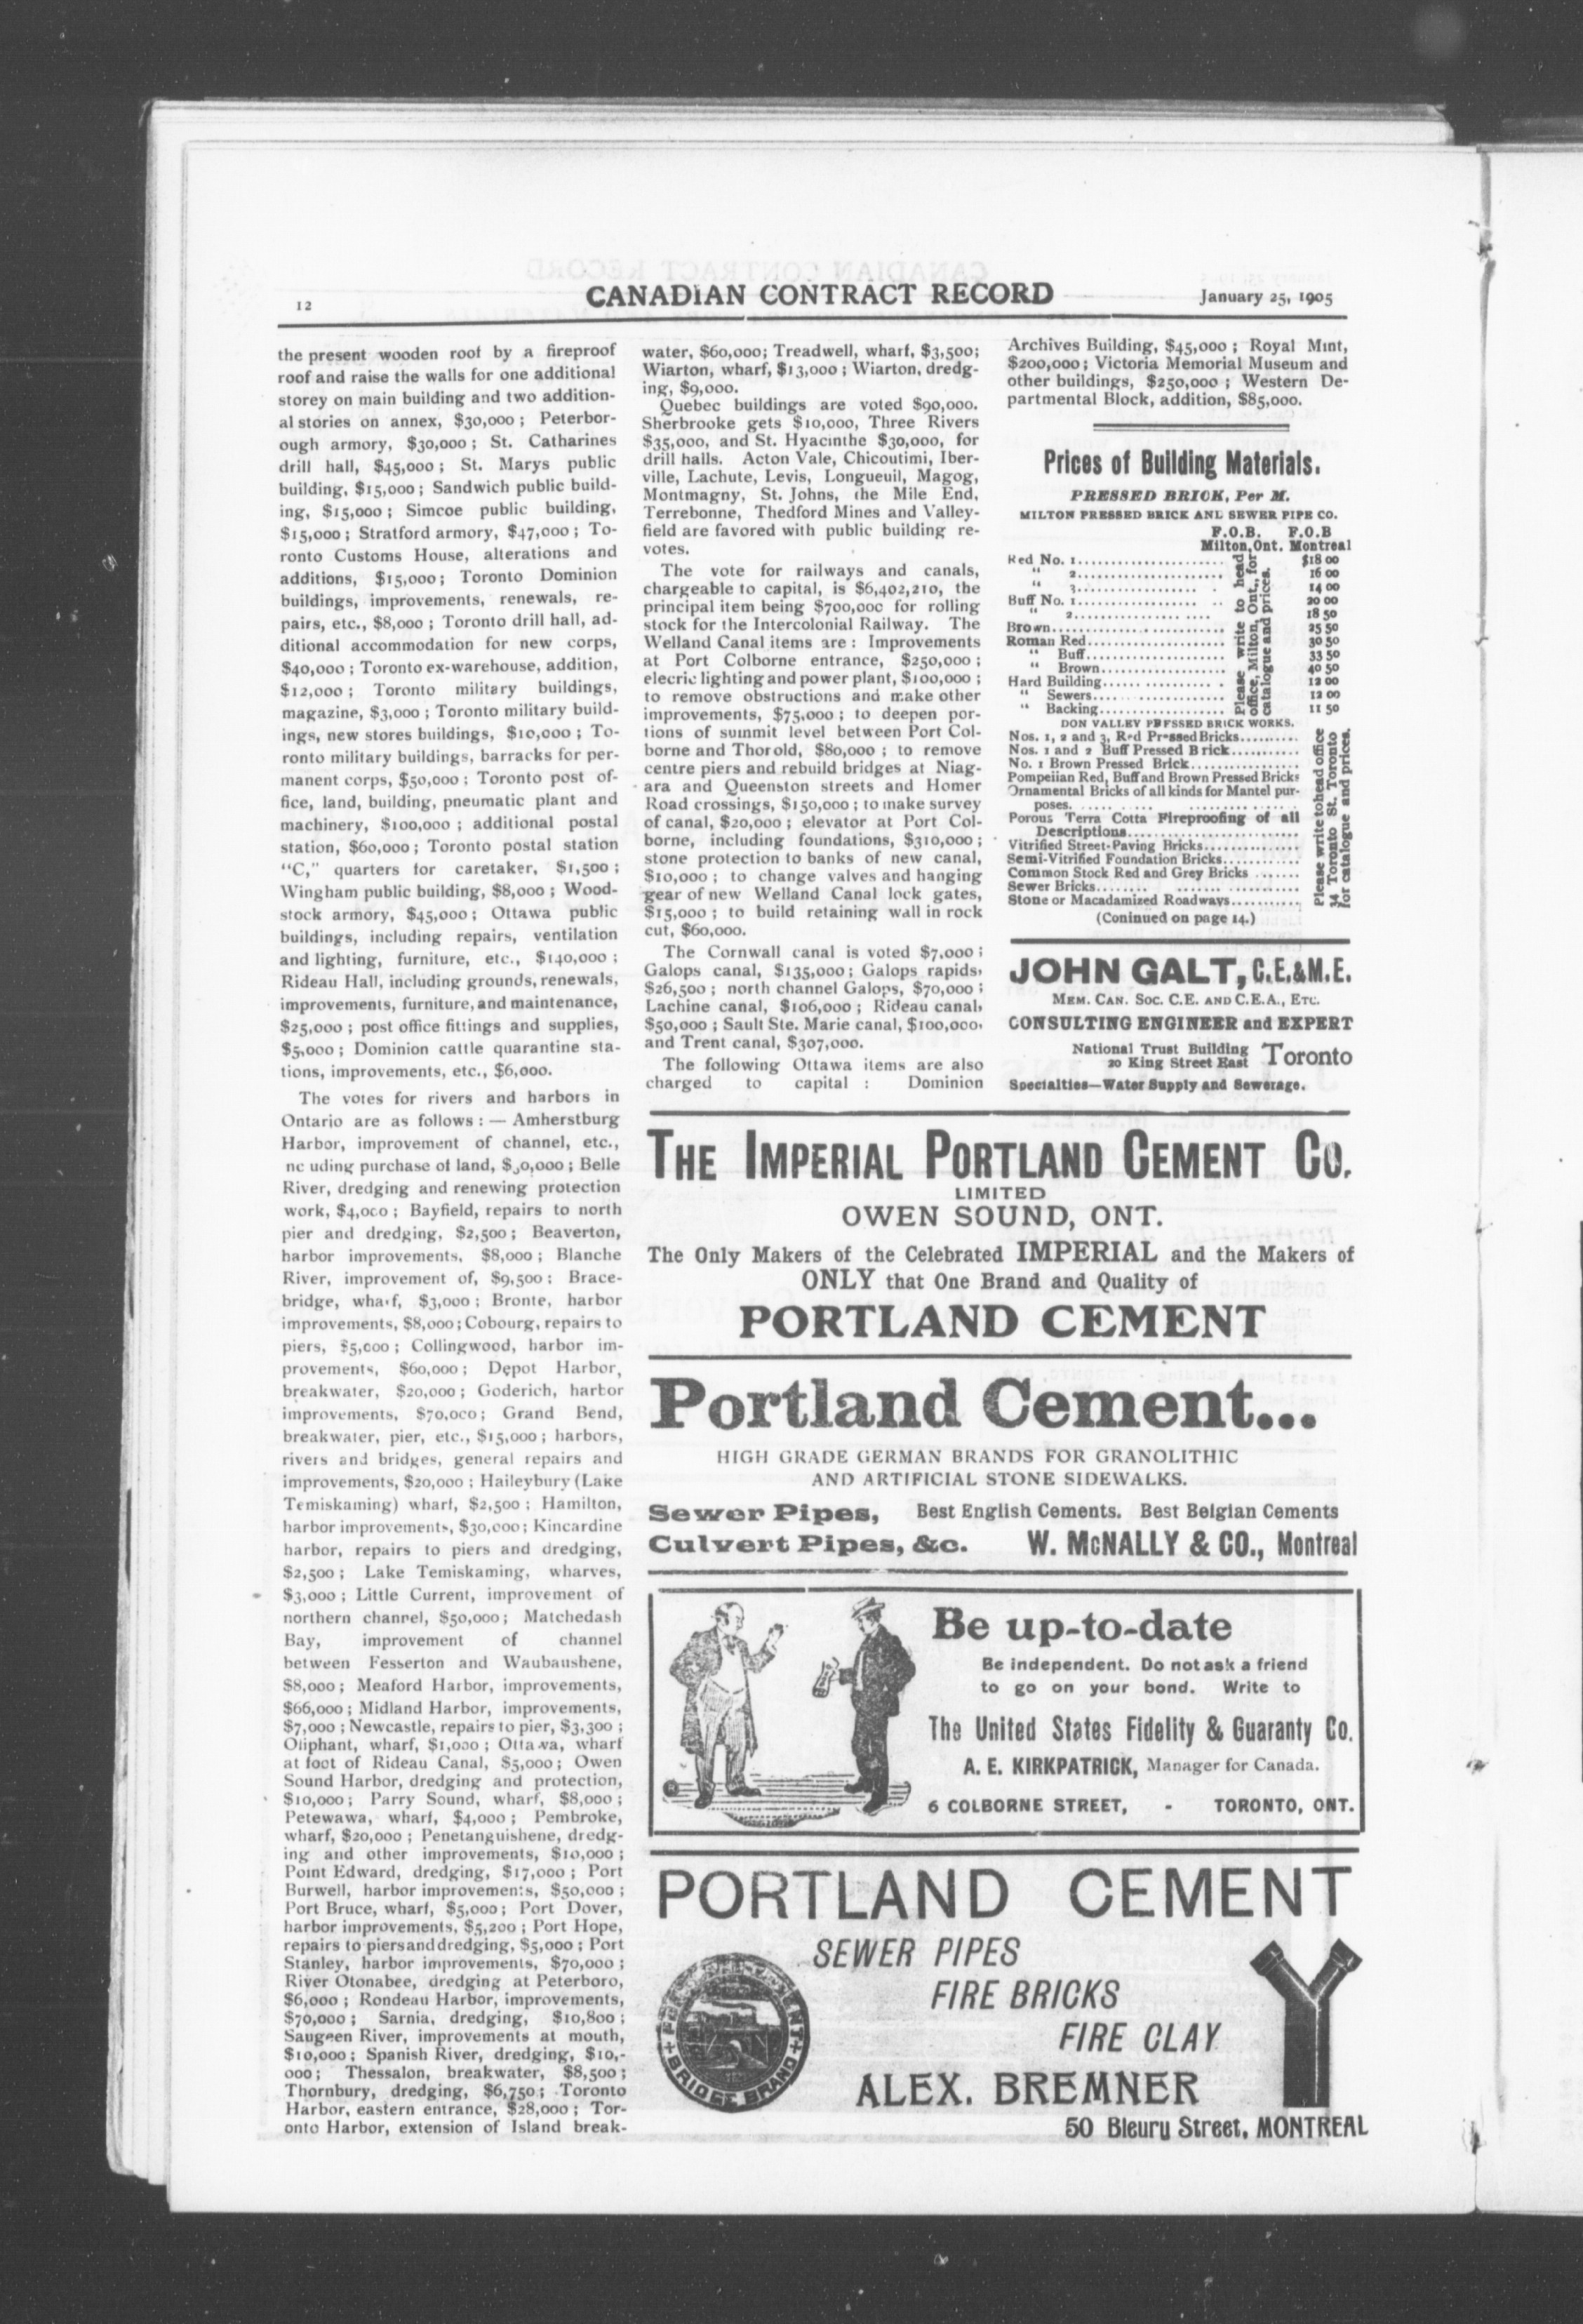 12
CANADIAN CONTRACT RECORD
January 25, 1905
the present wooden roof by a fireproof
roof and raise the walls for one additional
storey on main building and two addition-
al stories on annex, $30,000 ; Peterbor-
ough armory, $30,000 ; St. Catharines
drill hall, $45,000 ; St. Marys public
building, $15,000 ; Sandwich public build-
ing, $15,000 ; Simcoe public building,
$15,000 ; Stratford armory, $47,000 ; To-
ronto Customs House, alterations and
additions, $15,000; Toronto Dominion
buildings, improvements, renewals, re-
pairs, etc., $8,000 ; Toronto drill hall, ad-
ditional accommodation for new corps,
$40,000 ; Toronto ex-warehouse, addition,
$12,000 ; Toronto military buildings,
magazine, $3,000 ; Toronto military build-
ings, new stores buildings, $10,000 ; To-
ronto military buildings, barracks for per-
manent corps, $50,000 ; Toronto post of-
fice, land, building, pneumatic plant and
machinery, $100,000 ; additional postal
station, $60,000 ; Toronto postal station
"C," quarters for caretaker, $1,500 ;
Wingham public building, $8,000 ; Wood-
stock armory, $45,000 ; Ottawa public
buildings, including repairs, ventilation
and lighting, furniture, etc., $140,000 ;
Rideau Hall, including grounds, renewals,
improvements, furniture, and maintenance,
$25,000 ; post office fittings and supplies,
$5,000 ; Dominion cattle quarantine sta-
tions, improvements, etc., $6,000.
The votes for rivers and harbors in
Ontario are as follows : — Amherstburg
Harbor, improvement of channel, etc.,
nc uding purchase of land, ; Belle
River, dredging and renewing protection
work, $4,000 ; Bayfield, repairs to north
pier and dredging, $2,500 ; Beaverton,
harbor improvements, $8,000 ; Blanche
River, improvement of, $9,500 ; Brace-
bridge, wharf, $3,000 ; Bronte, harbor
improvements, $8,000 ; Cobourg, repairs to
piers, $5,000 ; Collingwood, harbor im-
provements, $60,000 ; Depot Harbor,
breakwater, $20,000 ; Goderich, harbor
improvements, $70,000; Grand Bend,
breakwater, pier, etc., $15,000 ; harbors,
rivers and bridges, general repairs and
improvements, $20,000 ; Haileybury (Lake
Temiskaming) wharf, $2,500 ; Hamilton,
harbor improvements, $30,000 ; Kincardine
harbor, repairs to piers and dredging,
$2,500 ; Lake Temiskaming, wharves,
$3,000 ; Little Current, improvement of
northern channel, $50,000 ; Matchedash
Bay, improvement of channel
between Fesserton and Waubaushene,
$8,000 ; Meaford Harbor, improvements,
$66,000 ; Midland Harbor, improvements,
$7,000 ; Newcastle, repairs to pier, $3,300 ;
Oliphant, wharf, $1,000 ; Ottawa, wharf
at foot of Rideau Canal, $5,000 ; Owen
Sound Harbor, dredging and protection,
$10,000 ; Parry Sound, wharf, $8,000 ;
Petewawa, wharf, $4,000 ; Pembroke,
wharf, $20,000 ; Penetanguishene, dredg-
ing and other improvements, $10,000 ;
Point Edward, dredging, $17,000 ; Port
Burwell, harbor improvements, $50,000 ;
Port Bruce, wharf, $5,000 ; Port Dover,
harbor improvements, $5,200 ; Port Hope,
repairs to piers and dredging, $5,000 ; Port
Stanley, harbor improvements, $70,000 ;
River Otonabee, dredging at Peterboro,
$6,000 ; Rondeau Harbor, improvements,
$70,000 ; Sarnia, dredging, $10,800 ;
Saugeen River, improvements at mouth,
$10,000 ; Spanish River, dredging, $10,-
000 ; Thessalon, breakwater, $8,500 ;
Thornbury, dredging, $6,750 ; Toronto
Harbor, eastern entrance, $28,000 ; Tor-
onto Harbor, extension of Island break-
water, $60,000; Treadwell, wharf, $3,500;
Wiarton, wharf, $13,000 ; Wiarton, dredg-
ing, $9,000.
Quebec buildings are voted $90,000.
Sherbrooke gets $10,000, Three Rivers
$35,000, and St. Hyacinthe $30,000, for
drill halls. Acton Vale, Chicoutimi, Iber-
ville, Lachute, Levis, Longueuil, Magog,
Montmagny, St. Johns, the Mile End,
Terrebonne, Thedford Mines and Valley-
field are favored with public building re-
votes.
The vote for railways and canals,
chargeable to capital, is $6,402,210, the
principal item being $700,000 for rolling
stock for the Intercolonial Railway. The
Welland Canal items are : Improvements
at Port Colborne entrance, $250,000 ;
elecric lighting and power plant, $100,000 ;
to remove obstructions and make other
improvements, $75,000 ; to deepen por-
tions of summit level between Port Col-
borne and Thorold, $80,000 ; to remove
centre piers and rebuild bridges at Niag-
ara and Queenston streets and Homer
Road crossings, $150,000 ; to make survey
of canal, $20,000 ; elevator at Port Col-
borne, including foundations, $310,000 ;
stone protection to banks of new canal,
$10,000 ; to change valves and hanging
gear of new Welland Canal lock gates,
$15,000 ; to build retaining wall in rock
cut, $60,000.
The Cornwall canal is voted $7,000 ;
Galops canal, $135,000 ; Galops rapids,
$26,500 ; north channel Galops, $70,000 ;
Lachine canal, $106,000 ; Rideau canal,
$50,000 ; Sault Ste. Marie canal, $100,000,
and Trent canal, $307,000.
The following Ottawa items are also
charged to capital : Dominion
Archives Building, $45,000 ; Royal Mint,
$200,000 ; Victoria Memorial Museum and
other buildings, $250,000 ; Western De-
partmental Block, addition, $85,000.
Prices of Building Materials.
PRESSED BRICK, Per M.
MILTON PRESSED BRICK AND SEWER PIPE CO.
F.O.B. F.O.B
Milton, Ont. Montreal
Red No. 1 $18 00
" 2 16 00
" 3 14 00
Buff No. 1 20 00
" 2 18 50
Brown 25 50
Roman Red 30 50
" Buff 33 50
" Brown 40 50
Hard Building 12 00
" Sewers 12 00
" Backing 11 50
Please write to head
office, Milton, Ont., for
catalogue and prices.
DON VALLEY PRESSED BRICK WORKS.
Nos. 1, 2 and 3, Red Pressed Bricks
Nos. 1 and 2 Buff Pressed Brick
No. 1 Brown Pressed Brick
Pompeiian Red, Buff and Brown Pressed Bricks
Ornamental Bricks of all kinds for Mantel pur-
poses.
Porous Terra Cotta Fireproofing of all
Descriptions
Vitrified Street-Paving Bricks
Semi-Vitrified Foundation Bricks
Common Stock Red and Grey Bricks
Sewer Bricks
Stone or Macadamized Roadways
Please write to head office
34 Toronto St. Toronto
for catalogue and prices.
(Coninued on page 14.)
JOHN GALT, C.E.&M.E.
MEM. CAN. SOC. C.E. AND C.E.A., ETC.
CONSULTING ENGINEER and EXPERT
National Trust Building
20 King Street East Toronto
Specialties—Water Supply and Sewerage.
THE IMPERIAL PORTLAND CEMENT CO.
LIMITED
OWEN SOUND, ONT.
The Only Makers of the Celebrated IMPERIAL and the Makers of
ONLY that One Brand and Quality of
PORTLAND CEMENT
Portland Cement...
HIGH GRADE GERMAN BRANDS FOR GRANOLITHIC
AND ARTIFICIAL STONE SIDEWALKS.
Sewer Pipes, Best English Cements. Best Belgian Cements
Culvert Pipes, &c. W. McNALLY & CO., Montreal
Be up-to-date
Be independent. Do not ask a friend
to go on your bond. Write to
The United States Fidelity & Guaranty Co.
A. E. KIRKPATRICK, Manager for Canada.
6 COLBORNE STREET, - TORONTO, ONT.
PORTLAND CEMENT
SEWER PIPES
FIRE BRICKS
FIRE CLAY
BRIDGE BRAND
ALEX. BREMNER
50 Bleury Street, MONTREAL